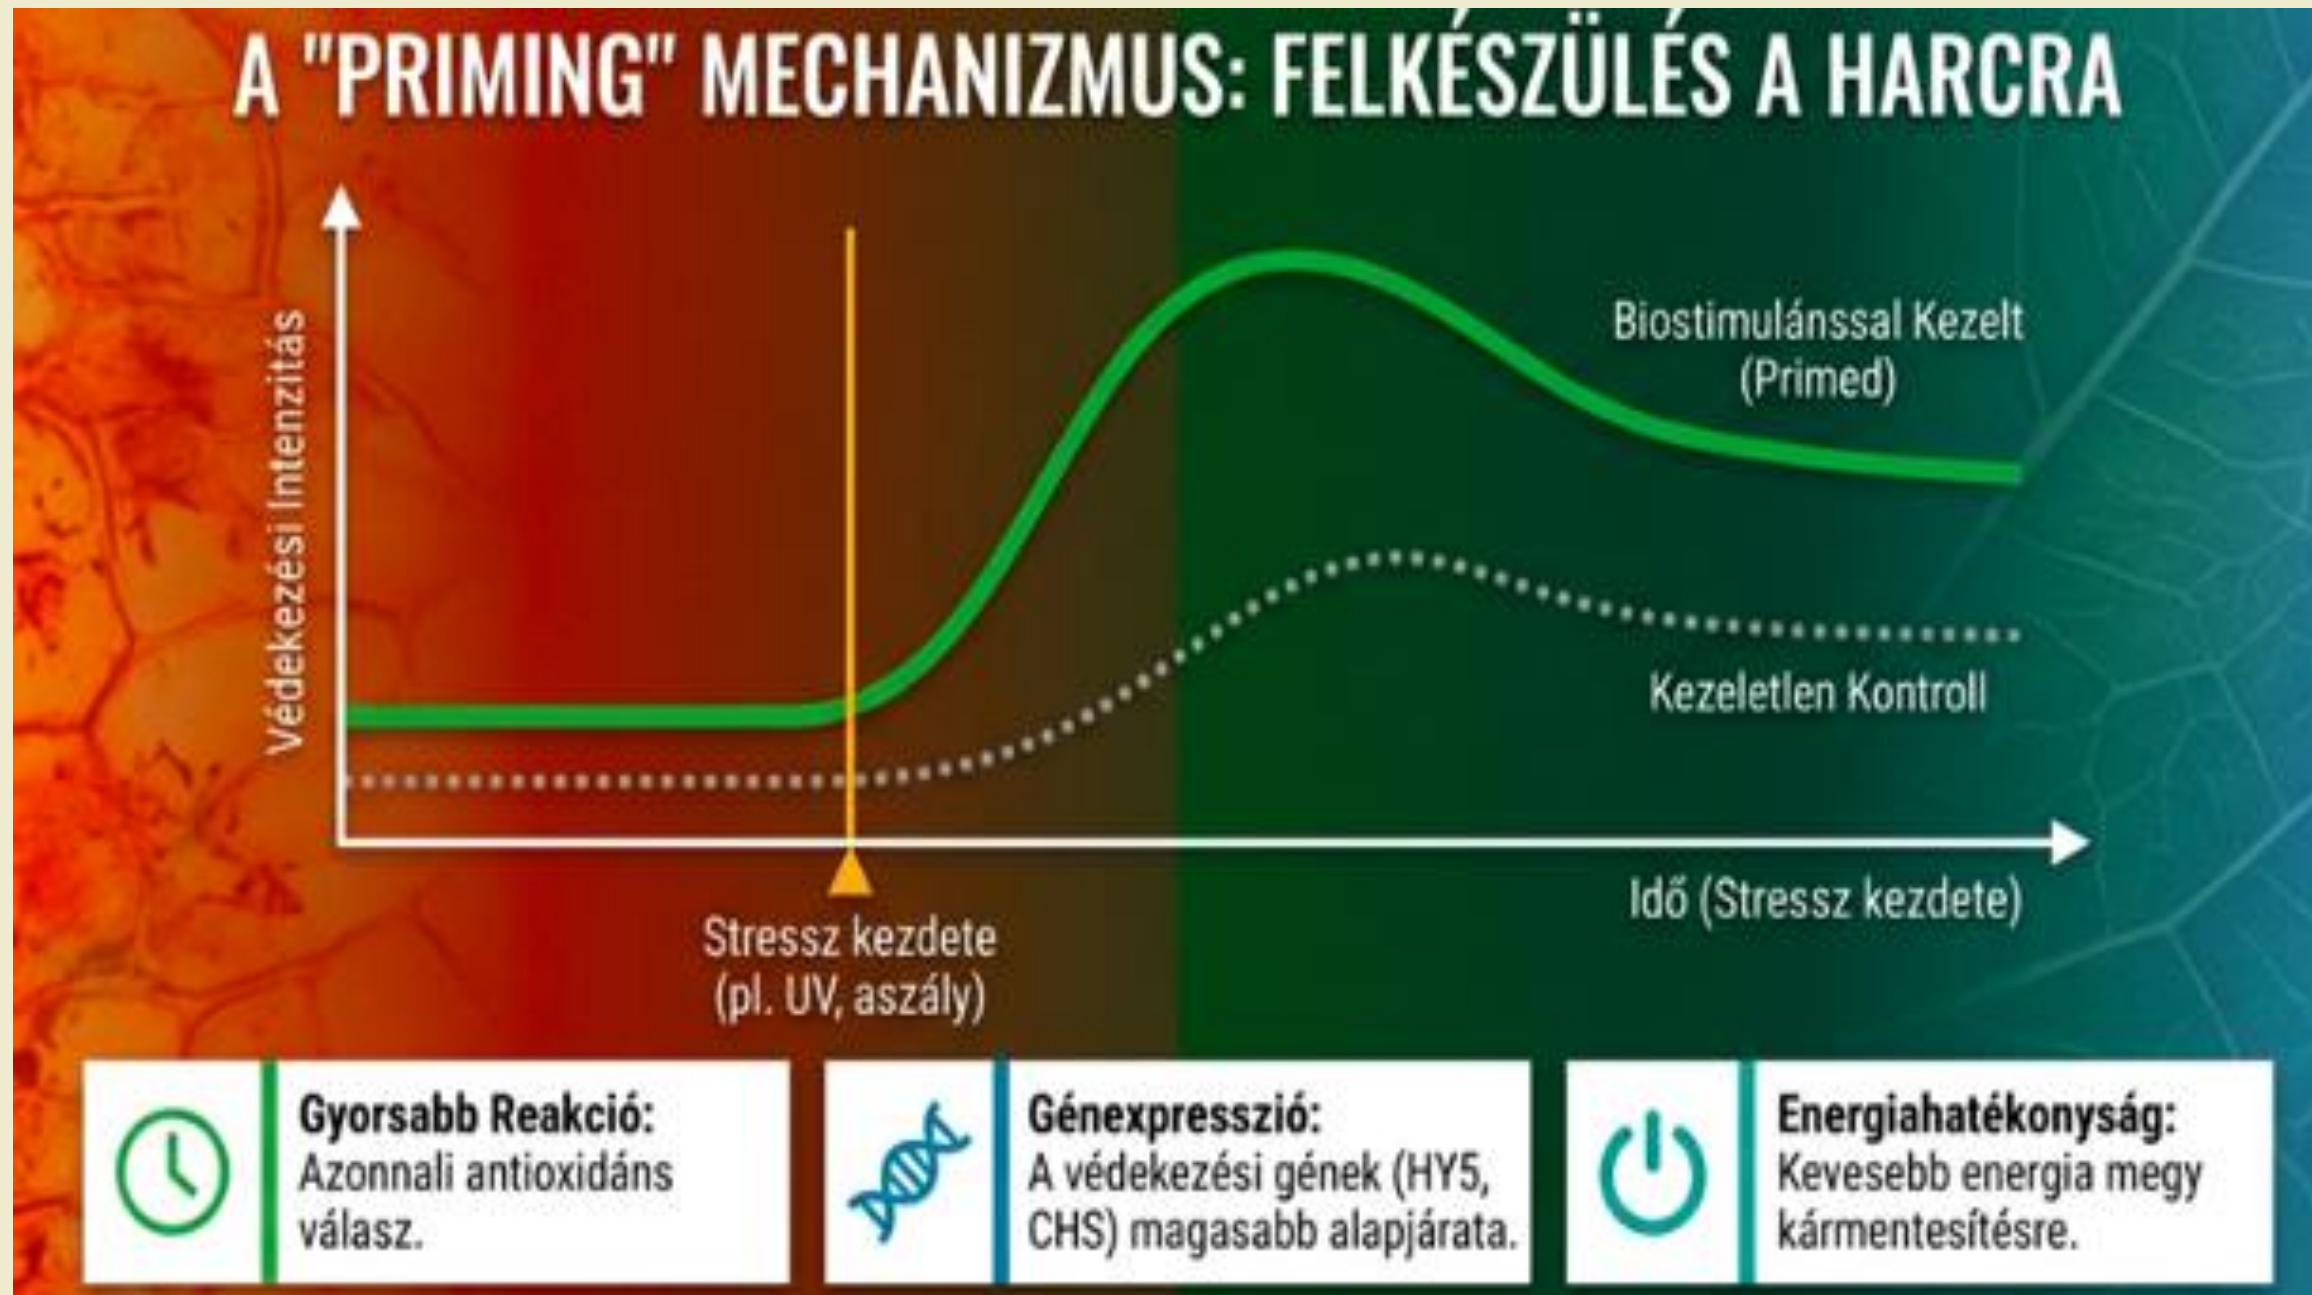 A "PRIMING" MECHANIZMUS: FELKÉSZÜLÉS A HARCRA
Védekezési Intenzitás
Biostimulánssal Kezelt
(Primed)
Kezeletlen Kontroll
Idő (Stressz kezdete)
Stressz kezdete
(pl. UV, aszály)
Gyorsabb Reakció:
Azonnali antioxidáns
válasz.
Génexpresszió:
A védekezési gének (HY5,
CHS) magasabb alapjárata.
Energiahatékonyság:
Kevesebb energia megy
kármentesítésre.